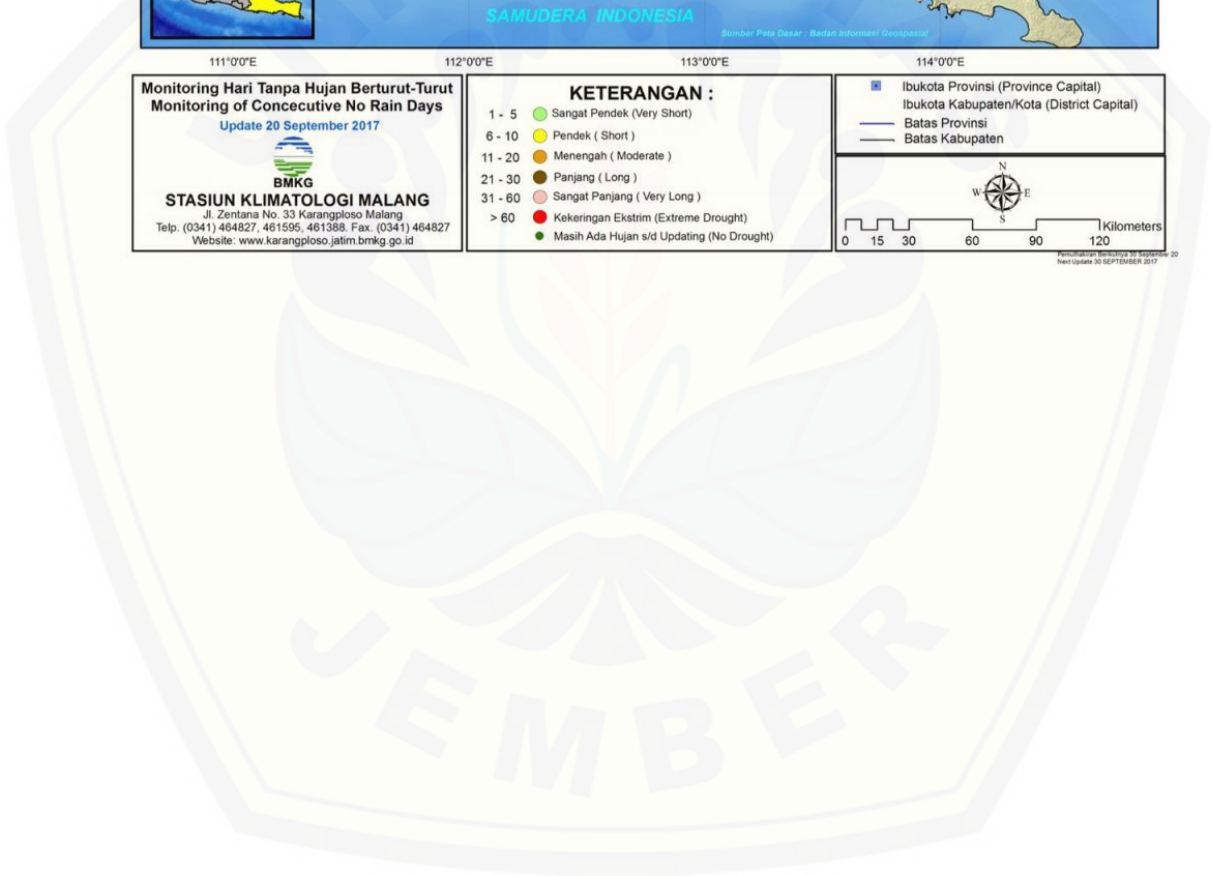 SAMUDERA INDONESIA
Sumber Peta Dasar : Badan Informasi Geospasial
111°0'0"E 112°0'0"E 113°0'0"E 114°0'0"E
Monitoring Hari Tanpa Hujan Berturut-Turut
Monitoring of Concecutive No Rain Days
Update 20 September 2017
BMKG
STASIUN KLIMATOLOGI MALANG
Jl. Zentana No. 33 Karangploso Malang
Telp. (0341) 464827, 461595, 461388. Fax. (0341) 464827
Website: www.karangploso.jatim.bmkg.go.id
KETERANGAN :
1 - 5 Sangat Pendek (Very Short)
6 - 10 Pendek ( Short )
11 - 20 Menengah ( Moderate )
21 - 30 Panjang ( Long )
31 - 60 Sangat Panjang ( Very Long )
> 60 Kekeringan Ekstrim (Extreme Drought)
Masih Ada Hujan s/d Updating (No Drought)
Ibukota Provinsi (Province Capital)
Ibukota Kabupaten/Kota (District Capital)
Batas Provinsi
Batas Kabupaten
N
W E
S
Kilometers
0 15 30 60 90 120
Pemuthakiran Berikutnya 30 September 20
Next Update 30 SEPTEMBER 2017
JEMBER